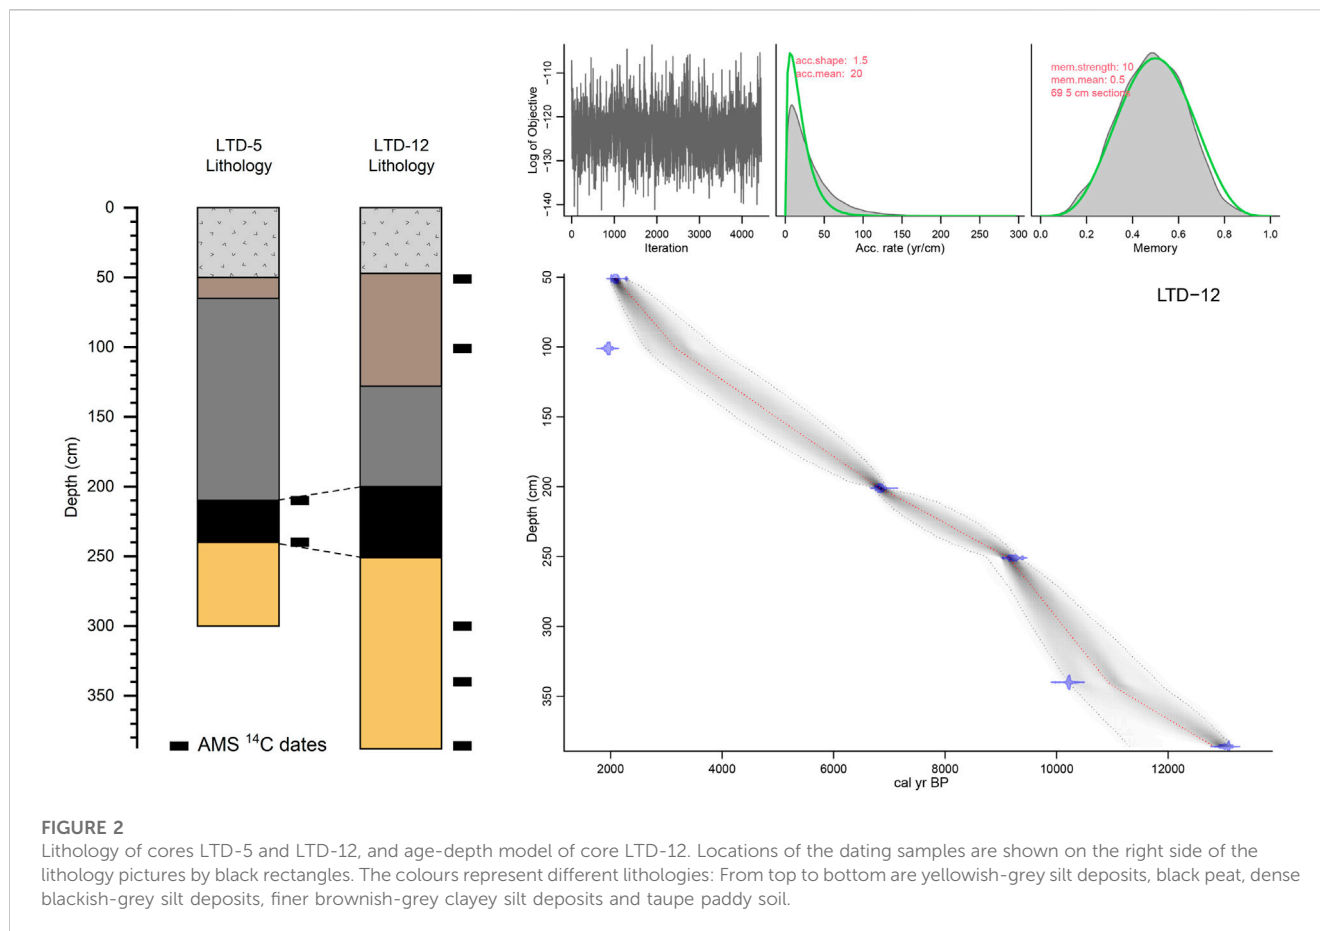 LTD-5
Lithology
LTD-12
Lithology
0
50
100
150
200
250
300
350
Depth (cm)
AMS 14C dates
−110
−120
−130
−140
Log of Objective
0 1000 2000 3000 4000
Iteration
acc.shape: 1.5
acc.mean: 20
0 50 100 150 200 250 300
Acc. rate (yr/cm)
mem.strength: 10
mem.mean: 0.5
69 5 cm sections
0.0 0.2 0.4 0.6 0.8 1.0
Memory
LTD−12
50
100
150
200
250
300
350
Depth (cm)
2000 4000 6000 8000 10000 12000
cal yr BP
FIGURE 2
Lithology of cores LTD-5 and LTD-12, and age-depth model of core LTD-12. Locations of the dating samples are shown on the right side of the
lithology pictures by black rectangles. The colours represent different lithologies: From top to bottom are yellowish-grey silt deposits, black peat, dense
blackish-grey silt deposits, finer brownish-grey clayey silt deposits and taupe paddy soil.